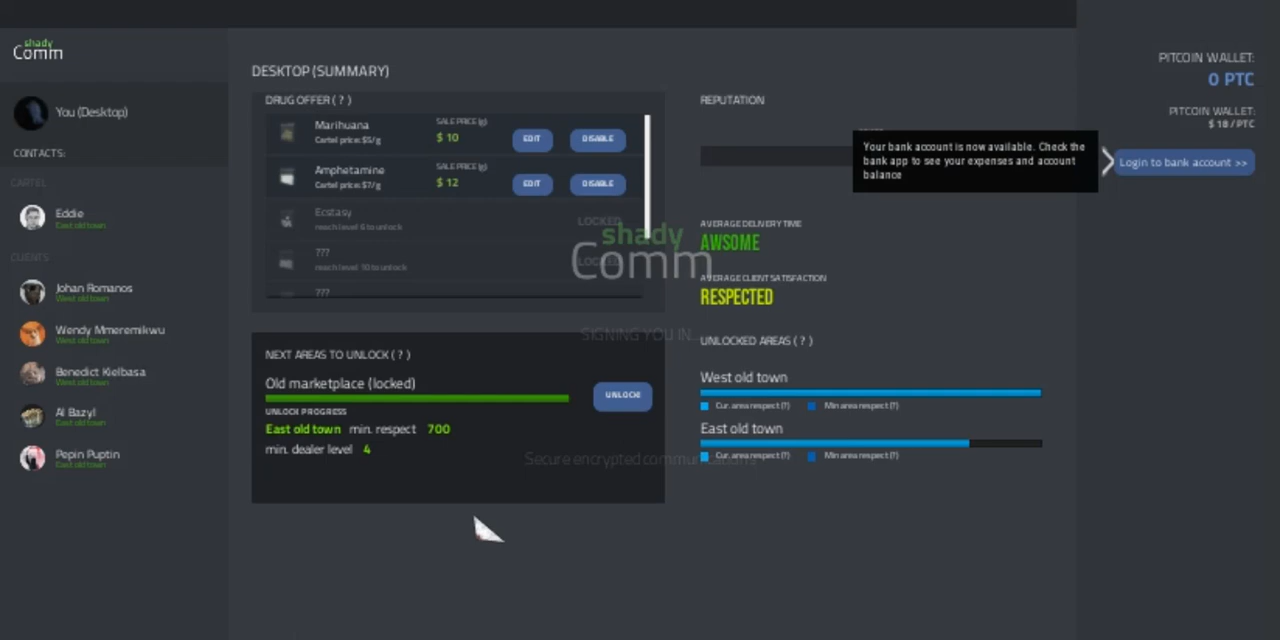 shady
Comm
You (Desktop)
CONTACTS:
CARTEL
Eddie
East old town
CLIENTS
Johan Romanos
West old town
Wendy Mmeremikwu
West old town
Benedict Kielbasa
West old town
Al Bazyl
East old town
Pepin Puptin
East old town
DESKTOP (SUMMARY)
DRUG OFFER ( ? )
Marihuana
Cartel price: $5/g
SALE PRICE (g)
$ 10
EDIT
DISABLE
Amphetamine
Cartel price: $7/g
SALE PRICE (g)
$ 12
EDIT
DISABLE
Ecstasy
reach level 6 to unlock
LOCKED
???
reach level 10 to unlock
LOCKED
???
shady
Comm
SIGNING YOU IN...
Secure encrypted communications
NEXT AREAS TO UNLOCK ( ? )
Old marketplace (locked)
UNLOCK!
UNLOCK PROGRESS
East old town min. respect 700
min. dealer level 4
REPUTATION
AVERAGE DELIVERY TIME
AWSOME
AVERAGE CLIENT SATISFACTION
RESPECTED
UNLOCKED AREAS ( ? )
West old town
Cur. area respect (?) Min area respect (?)
East old town
Cur. area respect (?) Min area respect (?)
Your bank account is now available. Check the
bank app to see your expenses and account
balance
PITCOIN WALLET:
0 PTC
PITCOIN WALLET:
$ 18 / PTC
Login to bank account >>